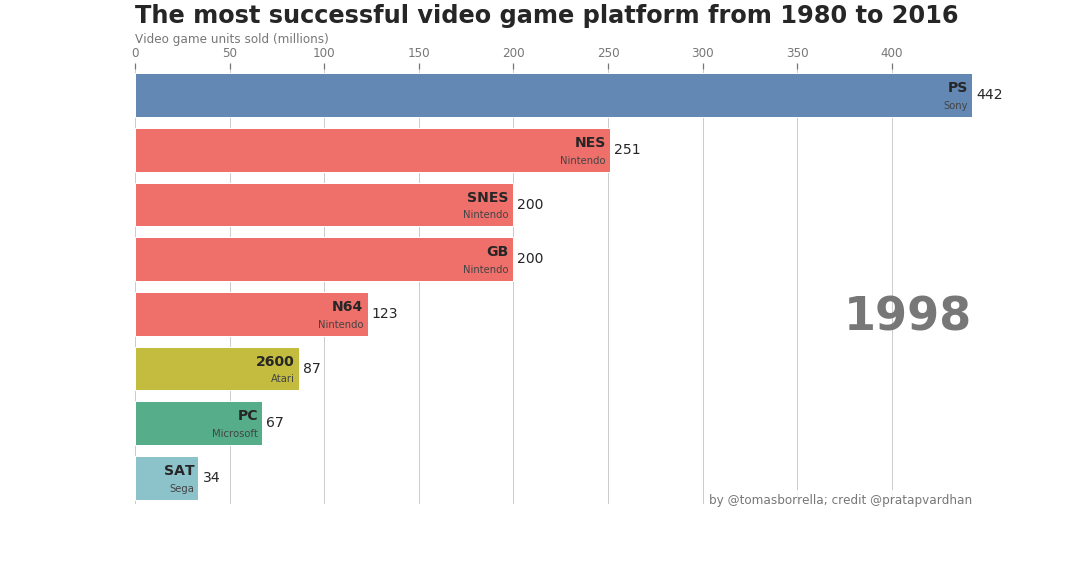 The most successful video game platform from 1980 to 2016
Video game units sold (millions)
0 50 100 150 200 250 300 350 400
PS 442
Sony
NES 251
Nintendo
SNES 200
Nintendo
GB 200
Nintendo
N64 123
Nintendo
1998
2600 87
Atari
PC 67
Microsoft
SAT 34
Sega
by @tomasborrella; credit @pratapvardhan